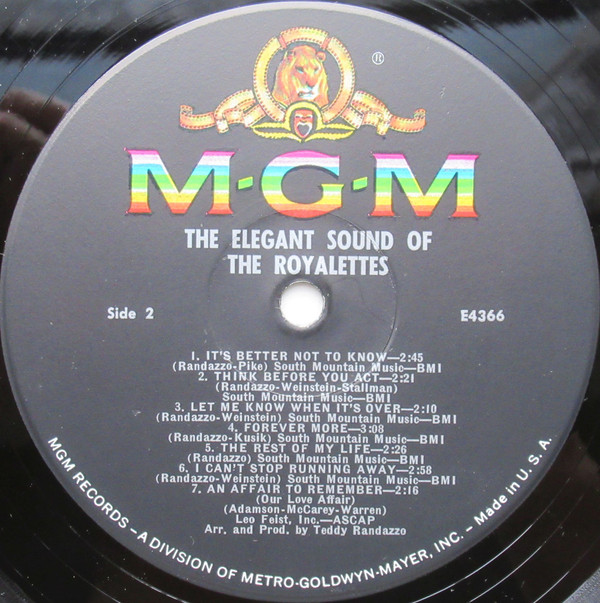 ®
M-G-M
THE ELEGANT SOUND OF
THE ROYALETTES
Side 2
E4366
1. IT'S BETTER NOT TO KNOW—2:45
(Randazzo-Pike) South Mountain Music—BMI
2. THINK BEFORE YOU ACT—2:21
(Randazzo-Weinstein-Stallman)
South Mountain Music—BMI
3. LET ME KNOW WHEN IT'S OVER—2:10
(Randazzo-Weinstein) South Mountain Music—BMI
4. FOREVER MORE—3:08
(Randazzo-Kusik) South Mountain Music—BMI
5. THE REST OF MY LIFE—2:26
(Randazzo) South Mountain Music—BMI
6. I CAN'T STOP RUNNING AWAY—2:58
(Randazzo-Weinstein) South Mountain Music—BMI
7. AN AFFAIR TO REMEMBER—2:16
(Our Love Affair)
(Adamson-McCarey-Warren)
Leo Feist, Inc.—ASCAP
Arr. and Prod. by Teddy Randazzo
MGM RECORDS – A DIVISION OF METRO-GOLDWYN-MAYER, INC. – Made in U.S.A.